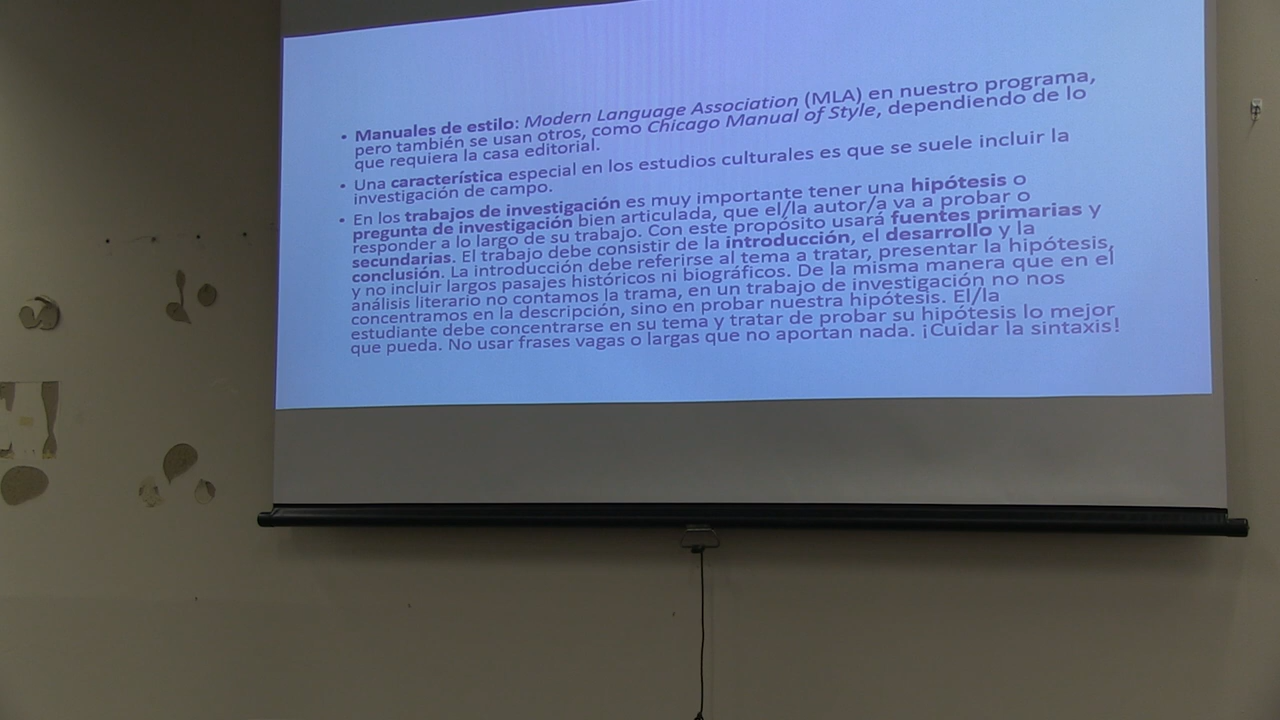 • Manuales de estilo: Modern Language Association (MLA) en nuestro programa,
pero también se usan otros, como Chicago Manual of Style, dependiendo de lo
que requiera la casa editorial.
• Una característica especial en los estudios culturales es que se suele incluir la
investigación de campo.
• En los trabajos de investigación es muy importante tener una hipótesis o
pregunta de investigación bien articulada, que el/la autor/a va a probar o
responder a lo largo de su trabajo. Con este propósito usará fuentes primarias y
secundarias. El trabajo debe consistir de la introducción, el desarrollo y la
conclusión. La introducción debe referirse al tema a tratar, presentar la hipótesis,
y no incluir largos pasajes históricos ni biográficos. De la misma manera que en el
análisis literario no contamos la trama, en un trabajo de investigación no nos
concentramos en la descripción, sino en probar nuestra hipótesis. El/la
estudiante debe concentrarse en su tema y tratar de probar su hipótesis lo mejor
que pueda. No usar frases vagas o largas que no aportan nada. ¡Cuidar la sintaxis!